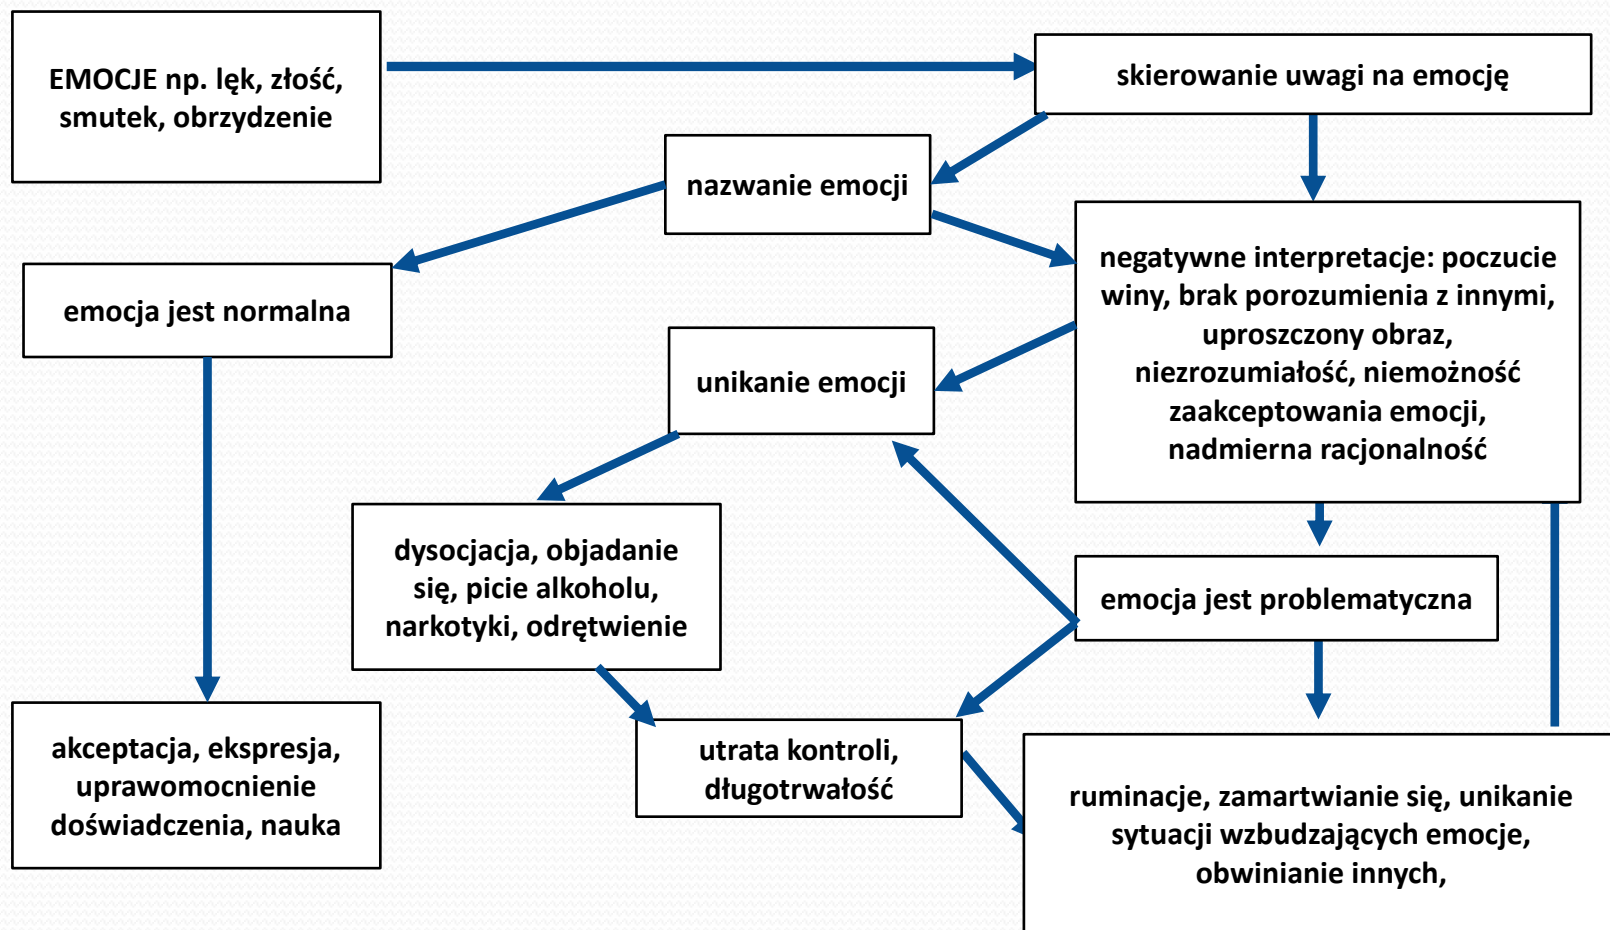 EMOCJE np. lęk, złość,
smutek, obrzydzenie
skierowanie uwagi na emocję
nazwanie emocji
emocja jest normalna
negatywne interpretacje: poczucie
winy, brak porozumienia z innymi,
uproszczony obraz,
niezrozumiałość, niemożność
zaakceptowania emocji,
nadmierna racjonalność
unikanie emocji
dysocjacja, objadanie
się, picie alkoholu,
narkotyki, odrętwienie
emocja jest problematyczna
akceptacja, ekspresja,
uprawomocnienie
doświadczenia, nauka
utrata kontroli,
długotrwałość
ruminacje, zamartwianie się, unikanie
sytuacji wzbudzających emocje,
obwinianie innych,